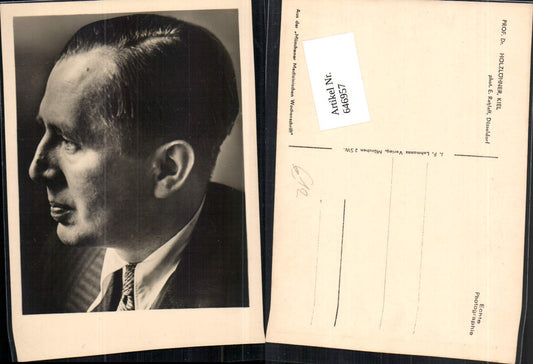 PROF. Dr. HOLZLÖHNER, KIEL
phot. E. Rogloff, Düsseldorf
Aus der „Münchener Medizinischen Wochenschrift"
Artikel Nr.
646957
J. F. Lehmanns Verlag, München 2 SW.
Echte
Photographie